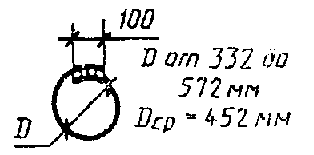 100
D от 332 до
572 мм
Dср = 452 мм
D